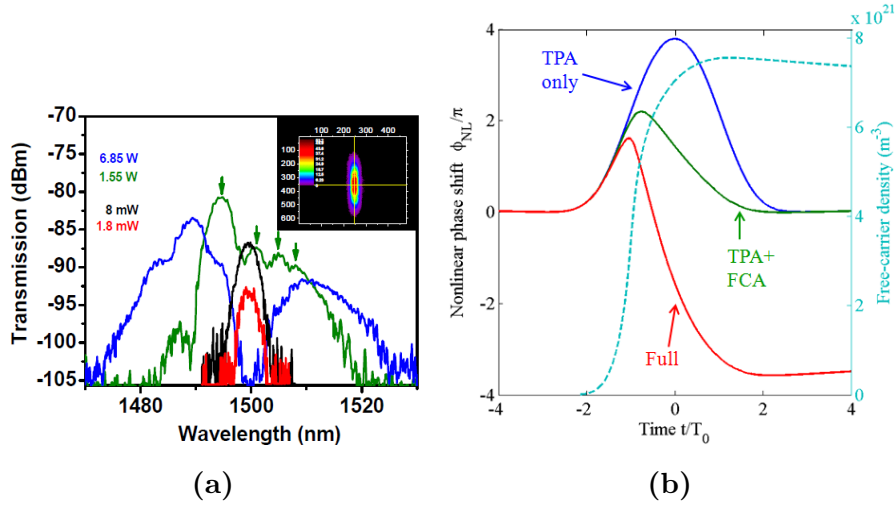 -70
-75
-80
-85
-90
-95
-100
-105
Transmission (dBm)
6.85 W
1.55 W
8 mW
1.8 mW
100 200 300 400
100
200
300
400
500
600
1480 1500 1520
Wavelength (nm)
(a)
4
2
0
-2
-4
Nonlinear phase shift ϕNL/π
TPA
only
TPA+
FCA
Full
-4 -2 0 2 4
Time t/T0
x 10^21
8
6
4
2
0
Free-carrier density (m^-3)
(b)